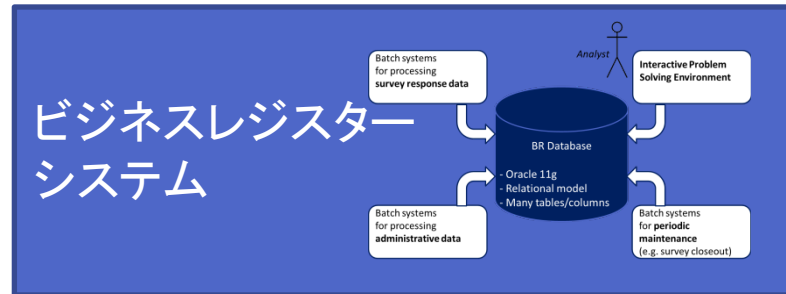 ビジネスレジスター
システム
Batch systems
for processing
survey response data
Analyst
Interactive Problem
Solving Environment
BR Database
- Oracle 11g
- Relational model
- Many tables/columns
Batch systems
for processing
administrative data
Batch systems
for periodic
maintenance
(e.g. survey closeout)